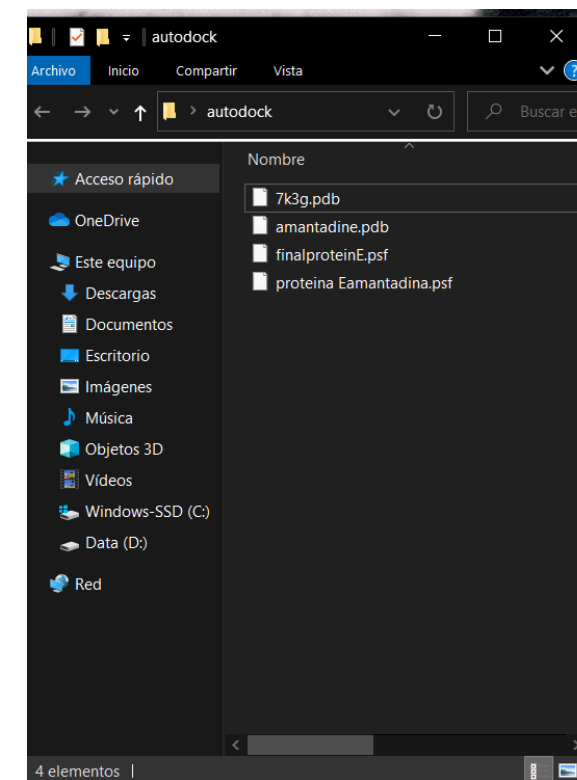 autodock
Archivo Inicio Compartir Vista
autodock Buscar e
Nombre
Acceso rápido
7k3g.pdb
OneDrive
amantadine.pdb
finalproteinE.psf
Este equipo
proteina Eamantadina.psf
Descargas
Documentos
Escritorio
Imágenes
Música
Objetos 3D
Vídeos
Windows-SSD (C:)
Data (D:)
Red
4 elementos